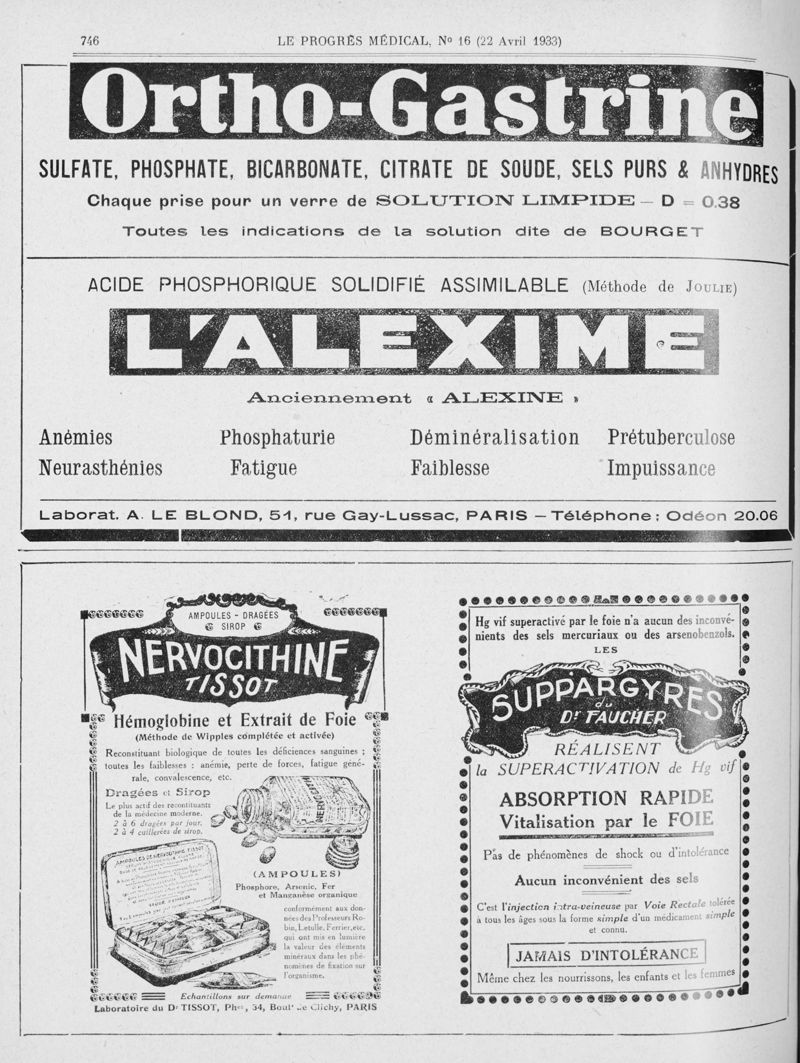 746
LE PROGRÈS MÉDICAL, No 16 (22 Avril 1933)
Ortho-Gastrine
SULFATE, PHOSPHATE, BICARBONATE, CITRATE DE SOUDE, SELS PURS & ANHYDRES
Chaque prise pour un verre de SOLUTION LIMPIDE — D = 0.38
Toutes les indications de la solution dite de BOURGET
ACIDE PHOSPHORIQUE SOLIDIFIÉ ASSIMILABLE (Méthode de JOULIE)
L'ALEXIME
Anciennement « ALEXINE »
Anémies Phosphaturie Déminéralisation Prétuberculose
Neurasthénies Fatigue Faiblesse Impuissance
Laborat. A. LE BLOND, 51, rue Gay-Lussac, PARIS — Téléphone : Odéon 20.06
AMPOULES - DRAGÉES
SIROP
NERVOCITHINE
TISSOT
Hémoglobine et Extrait de Foie
(Méthode de Wipples complétée et activée)
Reconstituant biologique de toutes les déficiences sanguines ;
toutes les faiblesses : anémie, perte de forces, fatigue géné-
rale, convalescence, etc.
Dragées et Sirop
Le plus actif des recontituants
de la médecine moderne.
2 à 6 dragées par jour.
2 à 4 cuillerées de sirop.
NERVOCITHINE
AMPOULES DE NERVOCITHINE TISSOT
(AMPOULES)
Phosphore, Arsenic, Fer
et Manganèse organique
conformément aux don-
nées des Professeurs Ro-
bin, Letulle, Ferrier, etc.
qui ont mis en lumière
la valeur des éléments
minéraux dans les phé-
nomènes de fixation sur
l'organisme.
Echantillons sur demande
Laboratoire du Dr TISSOT, Phen, 34, Boulr de Clichy, PARIS
Hg vif superactivé par le foie n'a aucun des inconvé-
nients des sels mercuriaux ou des arsenobenzols.
LES
SUPPARGYRES
du
Dr FAUCHER
RÉALISENT
la SUPERACTIVATION de Hg vif
ABSORPTION RAPIDE
Vitalisation par le FOIE
Pas de phénomènes de shock ou d'intolérance
Aucun inconvénient des sels
C'est l'injection intra-veineuse par Voie Rectale tolérée
à tous les âges sous la forme simple d'un médicament simple
et connu.
JAMAIS D'INTOLÉRANCE
Même chez les nourrissons, les enfants et les femmes